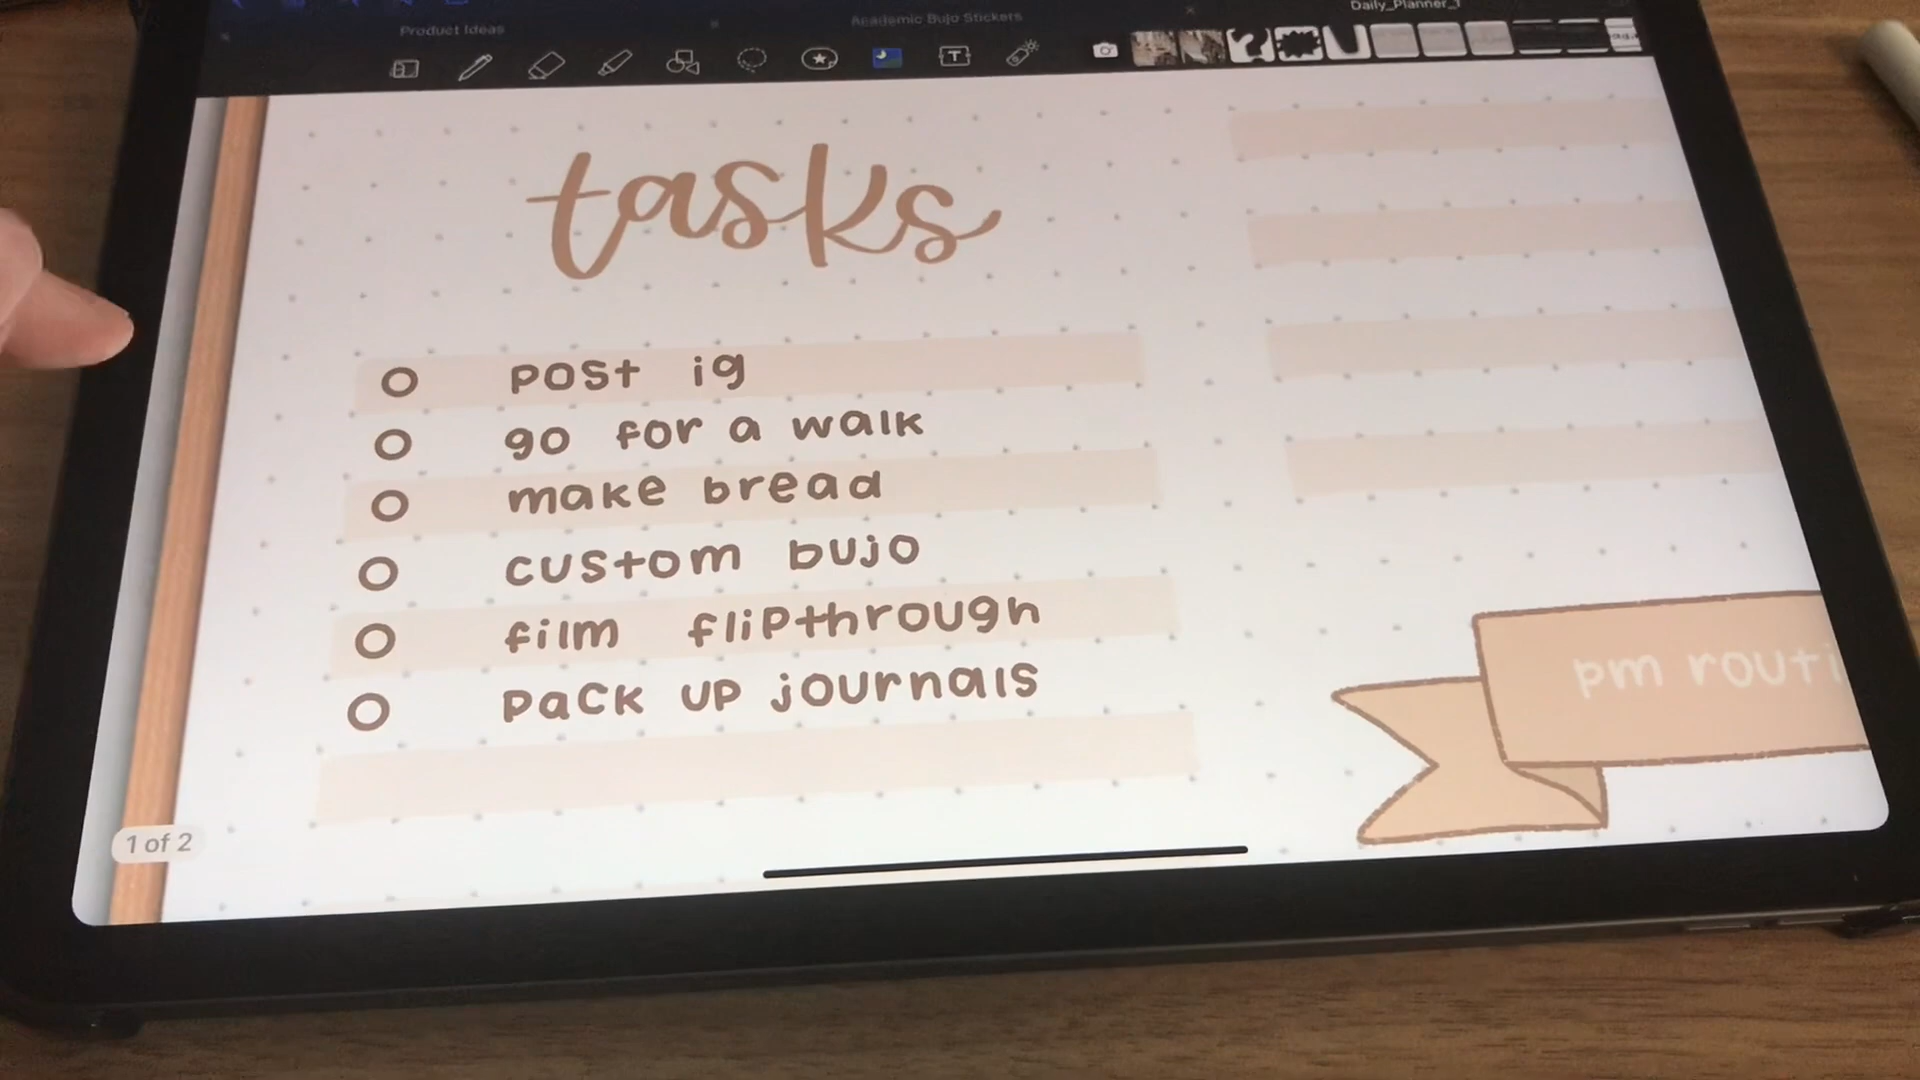 Daily_Planner_1
Product Ideas
Academic Bujo Stickers
T
tasks
post ig
go for a walk
make bread
custom bujo
film flipthrough
pack up journals
pm routi
1 of 2